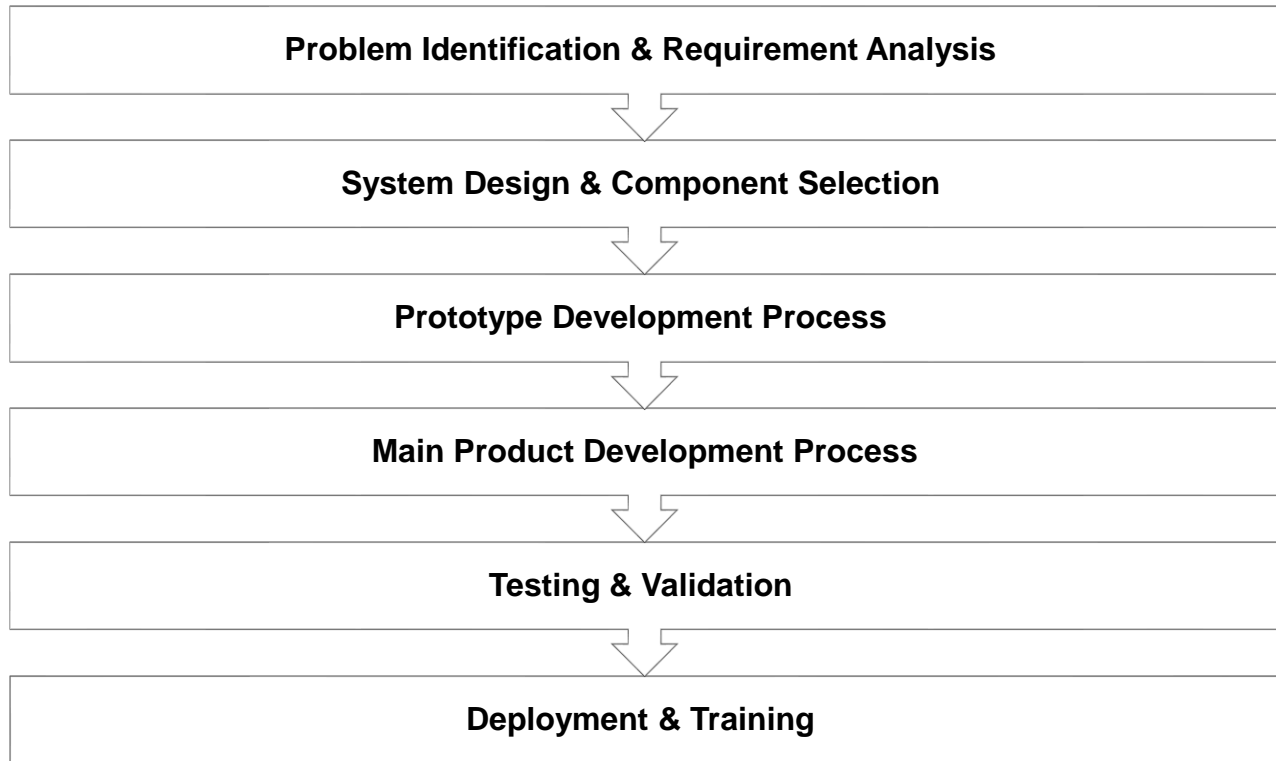 Problem Identification & Requirement Analysis
System Design & Component Selection
Prototype Development Process
Main Product Development Process
Testing & Validation
Deployment & Training